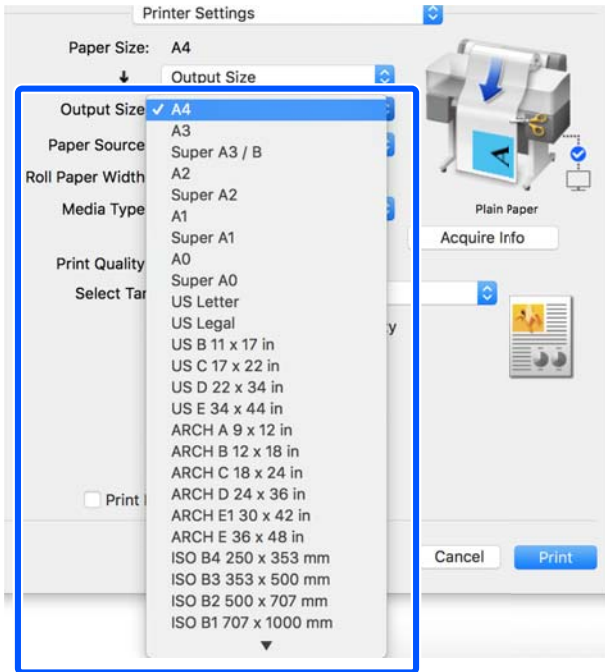 Printer Settings
Paper Size: A4
Output Size
Output Size ✓ A4
A3
Paper Source
Super A3 / B
A2
Roll Paper Width
Super A2
Media Type
A1
Plain Paper
Super A1
Acquire Info
A0
Print Quality
Super A0
Select Tar
US Letter
US Legal
y
US B 11 x 17 in
US C 17 x 22 in
US D 22 x 34 in
US E 34 x 44 in
ARCH A 9 x 12 in
ARCH B 12 x 18 in
ARCH C 18 x 24 in
ARCH D 24 x 36 in
Print
ARCH E1 30 x 42 in
ARCH E 36 x 48 in
ISO B4 250 x 353 mm
Cancel Print
ISO B3 353 x 500 mm
ISO B2 500 x 707 mm
ISO B1 707 x 1000 mm